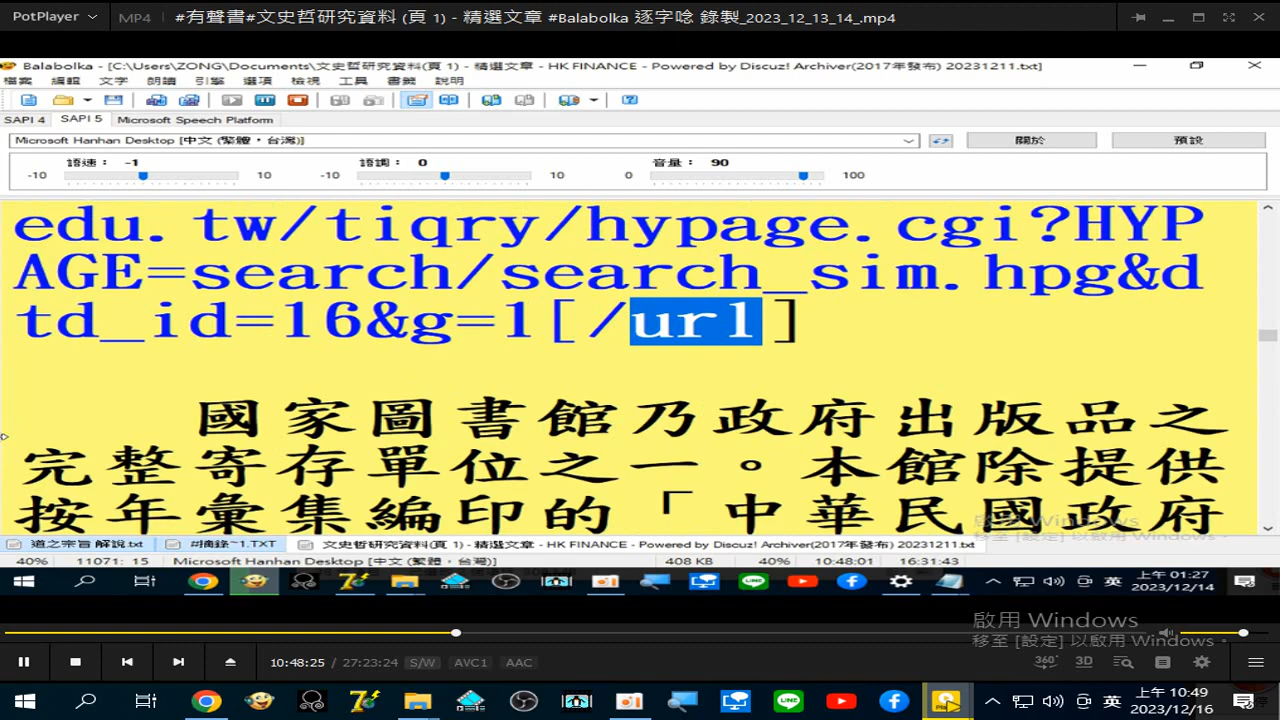 PotPlayer MP4 #有聲書#文史哲研究資料 (頁 1) - 精選文章 #Balabolka 逐字唸 錄製_2023_12_13_14_.mp4
Balabolka - [C:\Users\ZONG\Documents\文史哲研究資料(頁 1) - 精選文章 - HK FINANCE - Powered by Discuz! Archiver(2017年發布) 20231211.txt]
檔案 編輯 文字 朗讀 引擎 選項 檢視 工具 書籤 說明
SAPI 4 SAPI 5 Microsoft Speech Platform
Microsoft Hanhan Desktop [中文 (繁體，台灣)] 關於 預設
語速： -1 語調： 0 音量： 90
-10 10 -10 10 0 100
edu.tw/tiqry/hypage.cgi?HYP
AGE=search/search_sim.hpg&d
td_id=16&g=1[/url]
國家圖書館乃政府出版品之
完整寄存單位之一。本館除提供
按年彙集編印的「中華民國政府
啟用 Windows
移至 [設定] 以啟用 Windows。
道之宗旨 解說.txt #摘錄~1.TXT 文史哲研究資料(頁 1) - 精選文章 - HK FINANCE - Powered by Discuz! Archiver(2017年發布) 20231211.txt
40% 11071: 15 Microsoft Hanhan Desktop [中文 (繁體，台灣)] 408 KB 40% 10:48:01 16:31:43
英 上午 01:27
2023/12/14
啟用 Windows
移至 [設定] 以啟用 Windows。
10:48:25 / 27:23:24 S/W AVC1 AAC 360° 3D
英 上午 10:49
2023/12/16